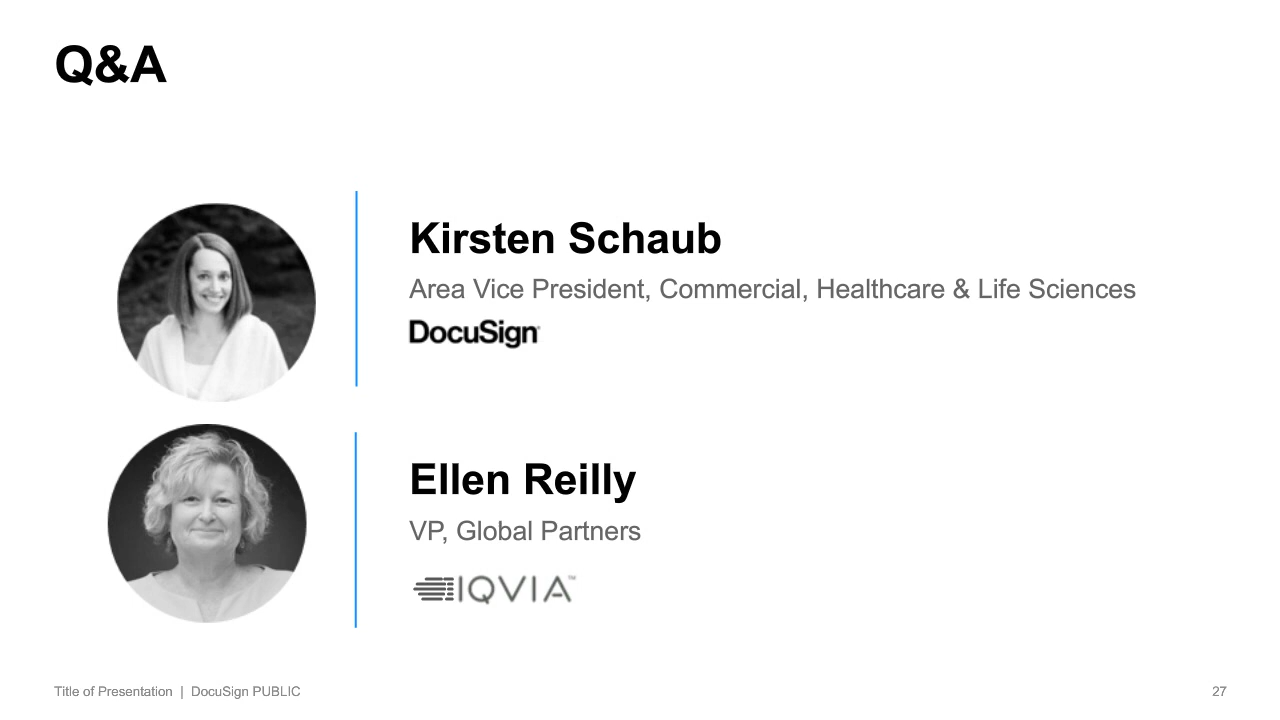 Q&A
Kirsten Schaub
Area Vice President, Commercial, Healthcare & Life Sciences
DocuSign
Ellen Reilly
VP, Global Partners
IQVIA™
Title of Presentation | DocuSign PUBLIC
27